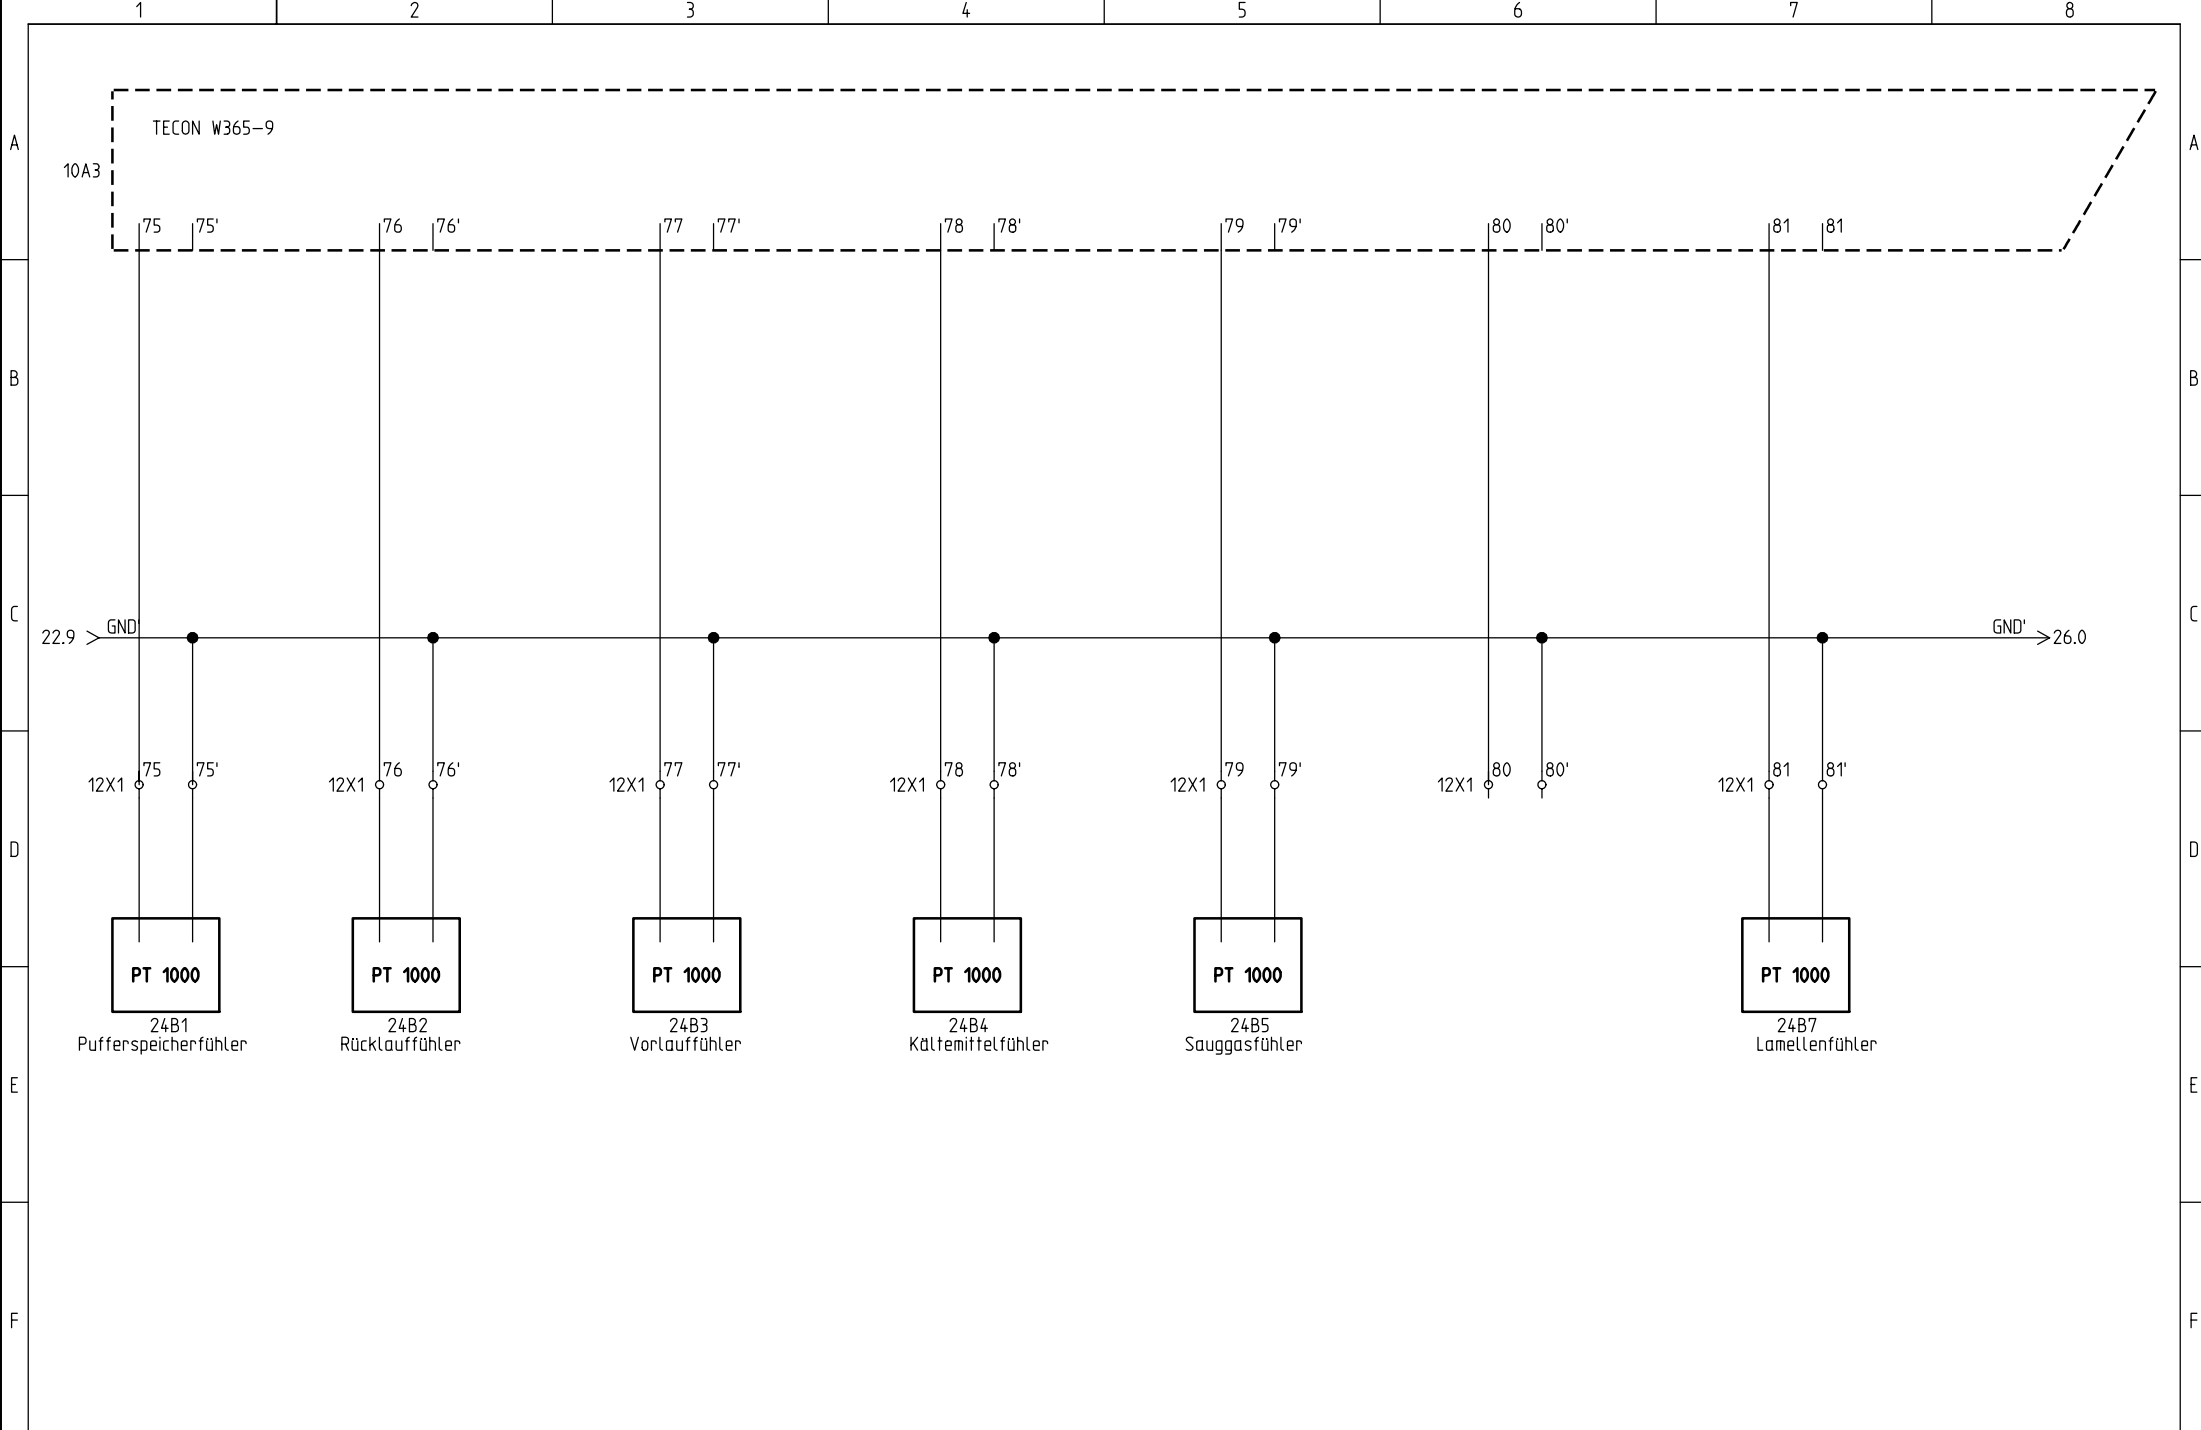 1 2 3 4 5 6 7 8
TECON W365-9
A A
10A3
75 75' 76 76' 77 77' 78 78' 79 79' 80 80' 81 81
B B
C C
GND' GND'
22.9 26.0
75 75' 76 76' 77 77' 78 78' 79 79' 80 80' 81 81'
12X1 12X1 12X1 12X1 12X1 12X1 12X1
D D
PT 1000 PT 1000 PT 1000 PT 1000 PT 1000 PT 1000
24B1 24B2 24B3 24B4 24B5 24B7
Pufferspeicherfühler Rücklauffühler Vorlauffühler Kältemittelfühler Sauggasfühler Lamellenfühler
E E
F F